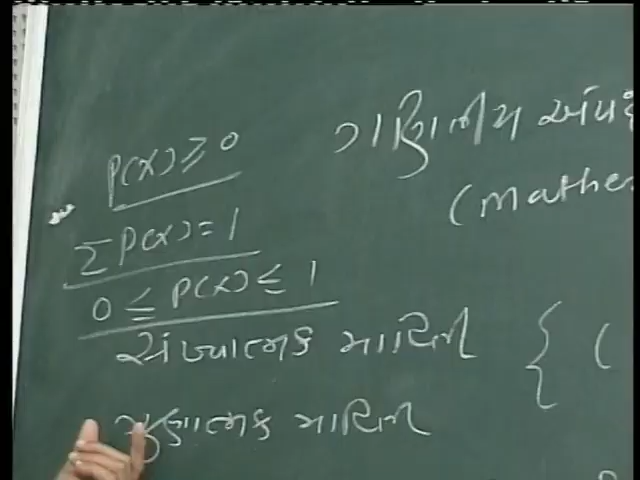 P(x) ≥ 0
Σ P(x) = 1
0 ≤ P(x) ≤ 1
સંખ્યાત્મક માહિતી
ગુણાત્મક માહિતી
ગાણિતીય
(mathe
{ (